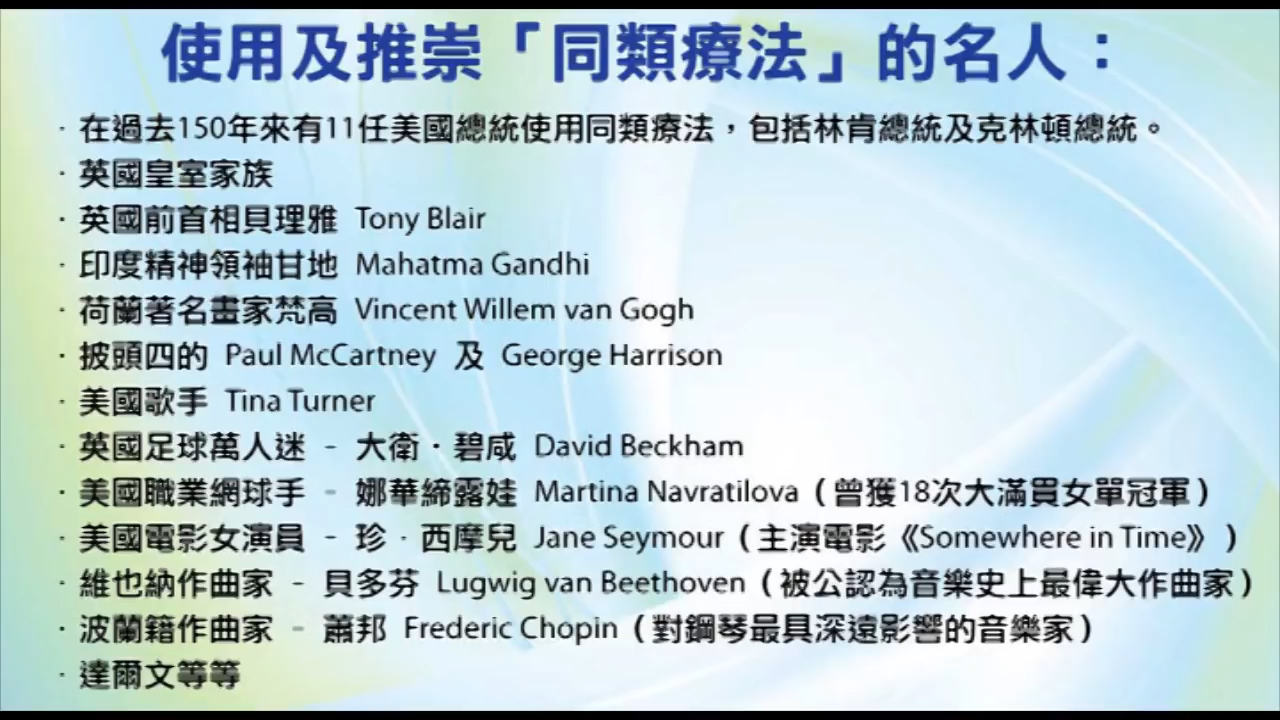 使用及推崇「同類療法」的名人：
· 在過去150年來有11任美國總統使用同類療法，包括林肯總統及克林頓總統。
· 英國皇室家族
· 英國前首相貝理雅 Tony Blair
· 印度精神領袖甘地 Mahatma Gandhi
· 荷蘭著名畫家梵高 Vincent Willem van Gogh
· 披頭四的 Paul McCartney 及 George Harrison
· 美國歌手 Tina Turner
· 英國足球萬人迷 - 大衛·碧咸 David Beckham
· 美國職業網球手 - 娜華締露娃 Martina Navratilova（曾獲18次大滿貫女單冠軍）
· 美國電影女演員 - 珍·西摩兒 Jane Seymour（主演電影《Somewhere in Time》）
· 維也納作曲家 - 貝多芬 Lugwig van Beethoven（被公認為音樂史上最偉大作曲家）
· 波蘭籍作曲家 - 蕭邦 Frederic Chopin（對鋼琴最具深遠影響的音樂家）
· 達爾文等等